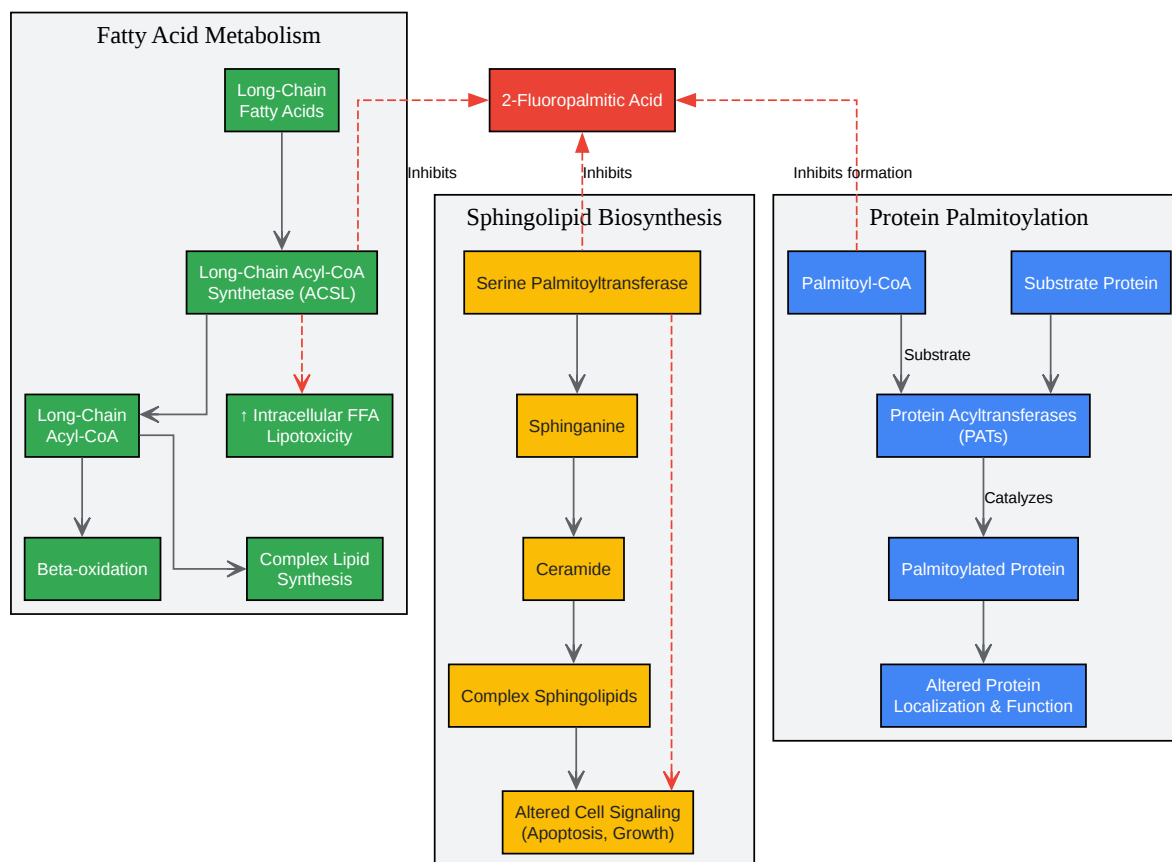 Fatty Acid Metabolism
Long-Chain
Fatty Acids
2-Fluoropalmitic Acid
Inhibits
Inhibits
Inhibits formation
Sphingolipid Biosynthesis
Protein Palmitoylation
Long-Chain Acyl-CoA
Synthetase (ACSL)
Serine Palmitoyltransferase
Palmitoyl-CoA
Substrate Protein
Substrate
Long-Chain
Acyl-CoA
↑ Intracellular FFA
Lipotoxicity
Sphinganine
Protein Acyltransferases
(PATs)
Catalyzes
Beta-oxidation
Complex Lipid
Synthesis
Ceramide
Palmitoylated Protein
Complex Sphingolipids
Altered Protein
Localization & Function
Altered Cell Signaling
(Apoptosis, Growth)